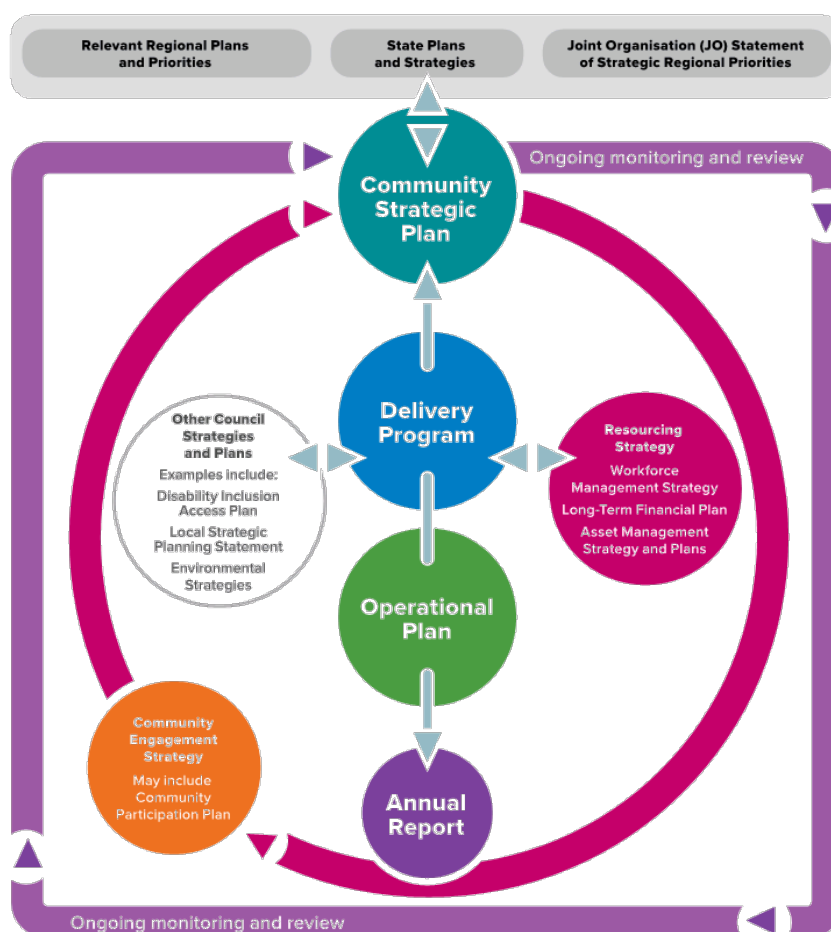 Relevant Regional Plans
and Priorities
State Plans
and Strategies
Joint Organisation (JO) Statement
of Strategic Regional Priorities
Ongoing monitoring and review
Community
Strategic
Plan
Delivery
Program
Other Council
Strategies
and Plans
Examples include:
Disability Inclusion
Access Plan
Local Strategic
Planning Statement
Environmental
Strategies
Resourcing
Strategy
Workforce
Management Strategy
Long-Term Financial Plan
Asset Management
Strategy and Plans
Operational
Plan
Community
Engagement
Strategy
May include
Community
Participation Plan
Annual
Report
Ongoing monitoring and review